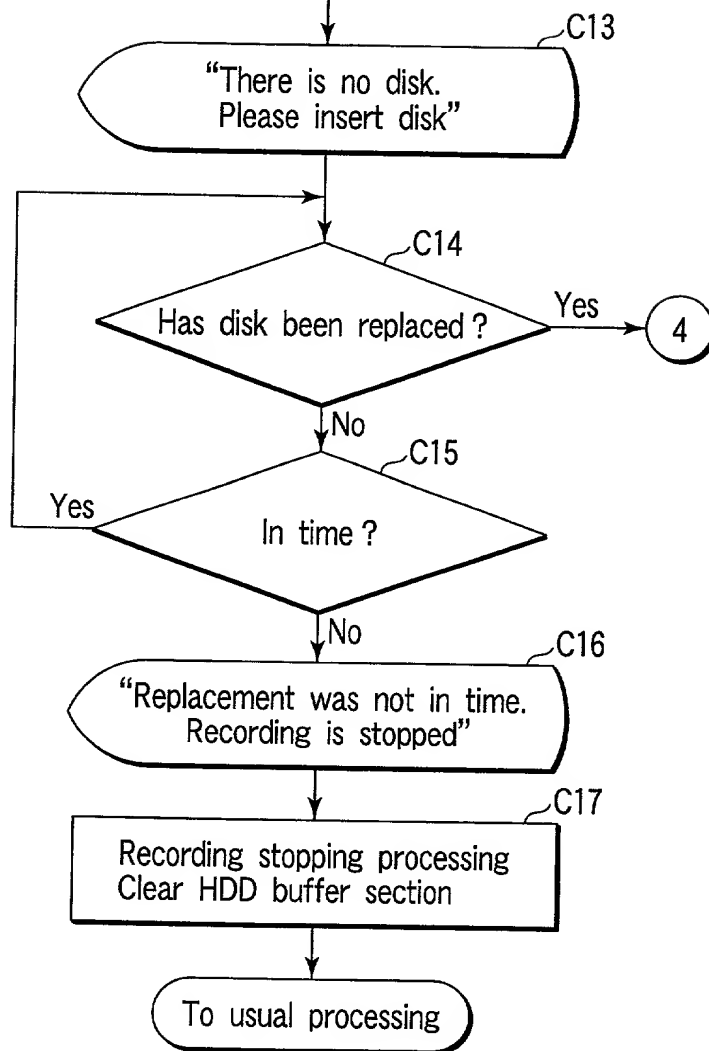 C13
“There is no disk.
Please insert disk”
C14
Has disk been replaced ?
Yes
4
No
C15
Yes
In time ?
No
C16
“Replacement was not in time.
Recording is stopped”
C17
Recording stopping processing
Clear HDD buffer section
To usual processing